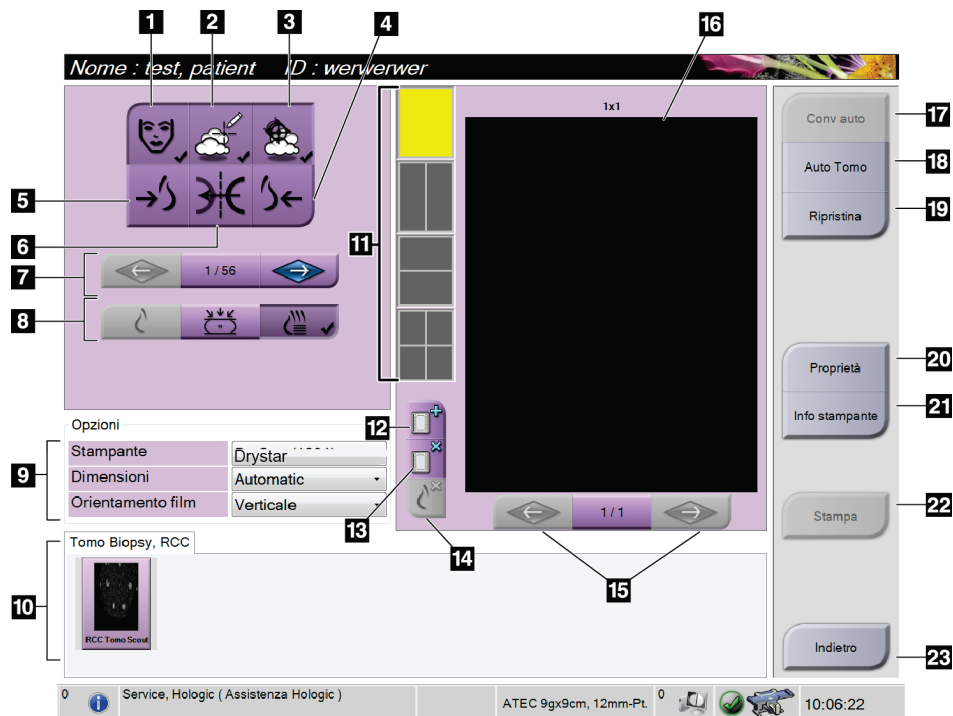 1 2 3 4 16
Nome : test, patient ID : werwerwer
1x1
Conv auto 17
Auto Tomo 18
Ripristina 19
5
6
7
1 / 56
11
8
Proprietà 20
Info stampante 21
Opzioni
12
9
Stampante Drystar
Dimensioni Automatic
Orientamento film Verticale
13
1 / 1
Stampa 22
14
15
Tomo Biopsy, RCC
10
RCC Tomo Scout
Indietro 23
0 Service, Hologic ( Assistenza Hologic ) ATEC 9gx9cm, 12mm-Pt. 0 10:06:22